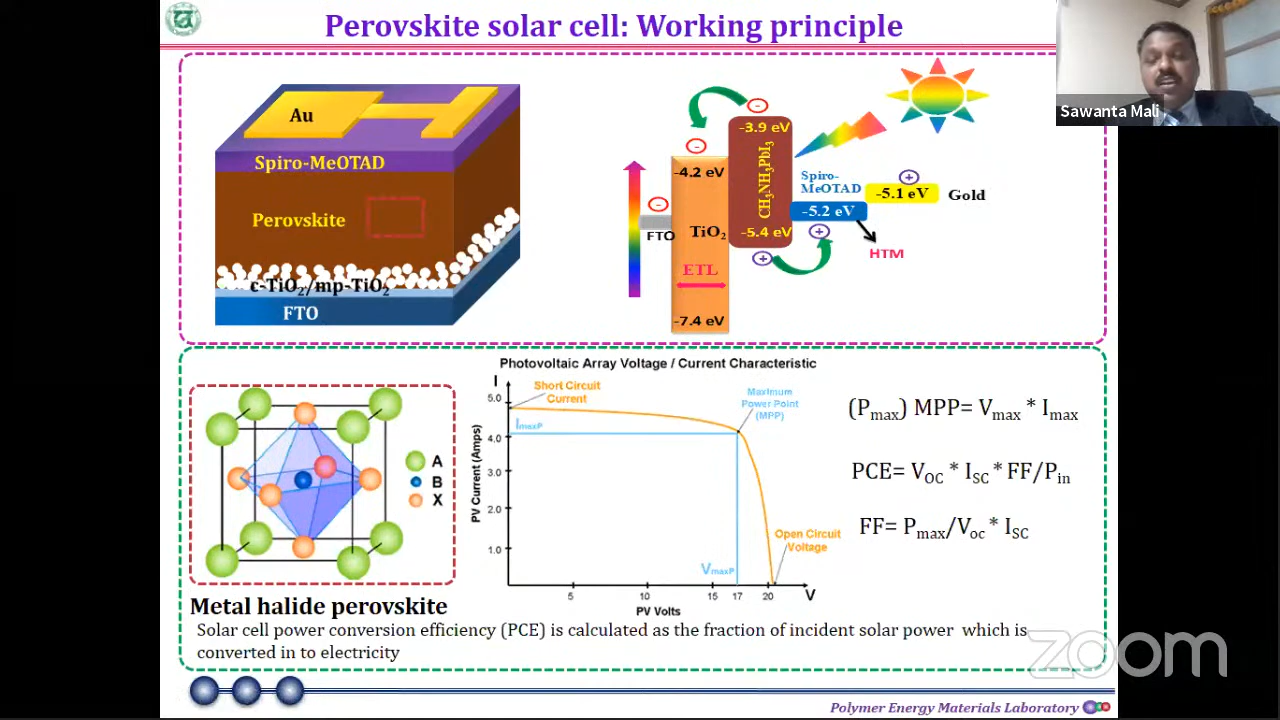 Perovskite solar cell: Working principle
Sawanta Mali
Au
Spiro-MeOTAD
Perovskite
c-TiO₂/mp-TiO₂
FTO
-3.9 eV
-4.2 eV
CH₃NH₃PbI₃
Spiro-
MeOTAD
-5.1 eV
Gold
-5.2 eV
FTO
TiO₂
-5.4 eV
HTM
ETL
-7.4 eV
Photovoltaic Array Voltage / Current Characteristic
I
5.0
Short Circuit
Current
Maximum
Power Point
(MPP)
ImaxP
4.0
3.0
2.0
1.0
PV Current (Amps)
Open Circuit
Voltage
VmaxP
5
10
15
17
20
V
PV Volts
A
B
X
(Pmax) MPP= Vmax * Imax
PCE= VOC * ISC * FF/Pin
FF= Pmax/Voc * ISC
Metal halide perovskite
Solar cell power conversion efficiency (PCE) is calculated as the fraction of incident solar power which is
converted in to electricity
zoom
Polymer Energy Materials Laboratory